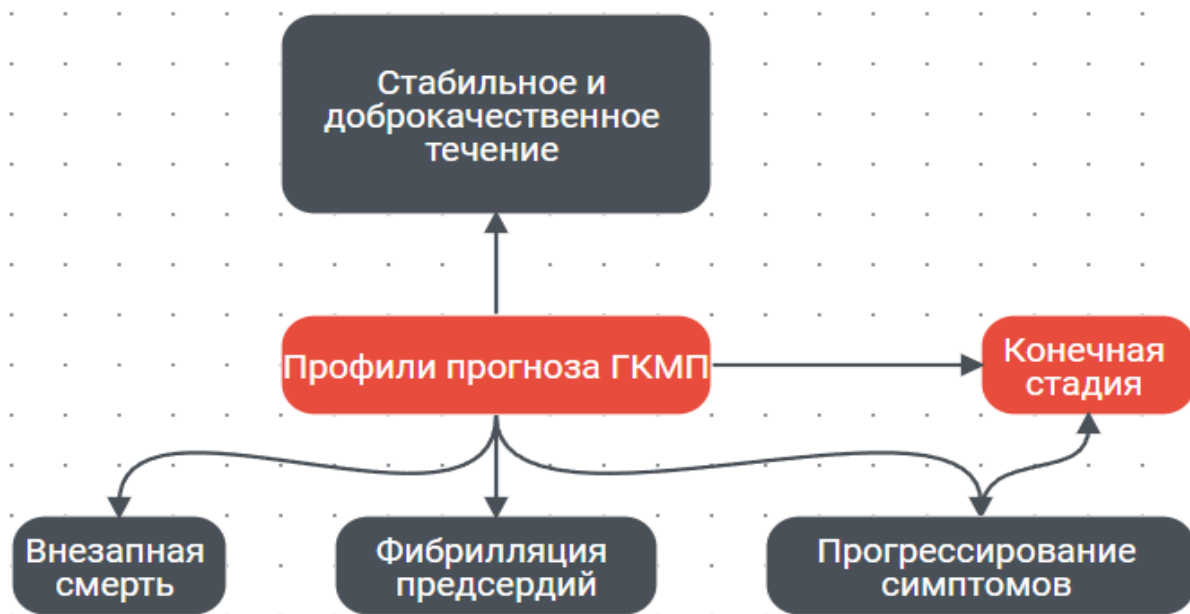 Стабильное и
доброкачественное
течение
Профили прогноза ГКМП
Конечная
стадия
Внезапная
смерть
Фибрилляция
предсердий
Прогрессирование
симптомов